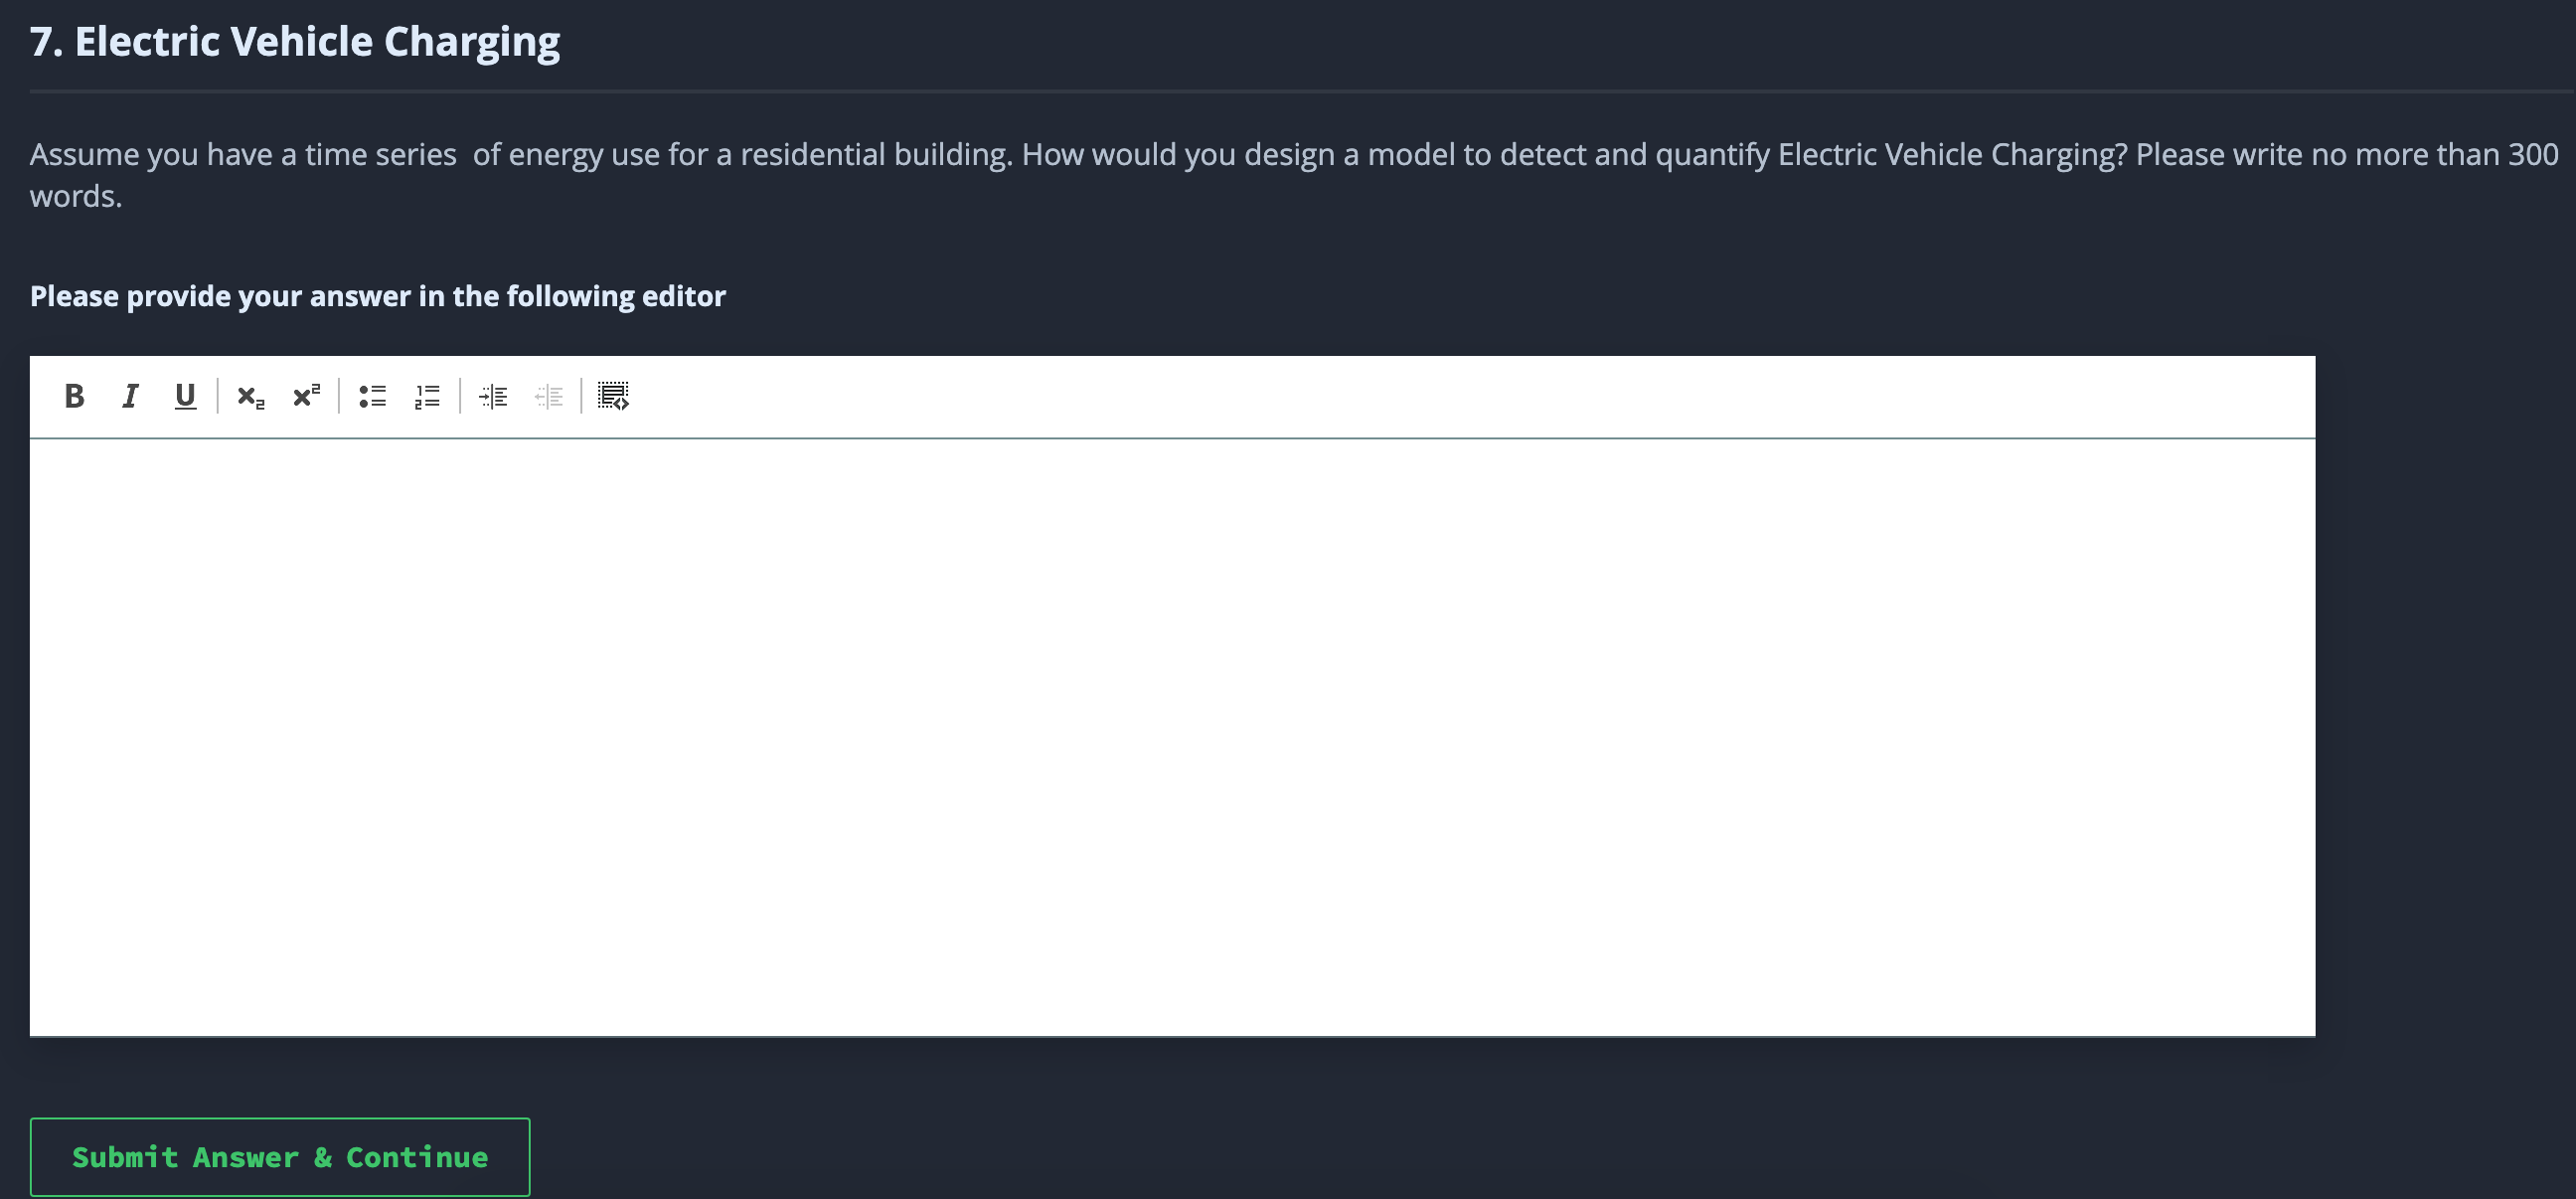 7. Electric Vehicle Charging
Assume you have a time series  of energy use for a residential building. How would you design a model to detect and quantify Electric Vehicle Charging? Please write no more than 300
words.
Please provide your answer in the following editor
B I U x₂ x²
Submit Answer & Continue